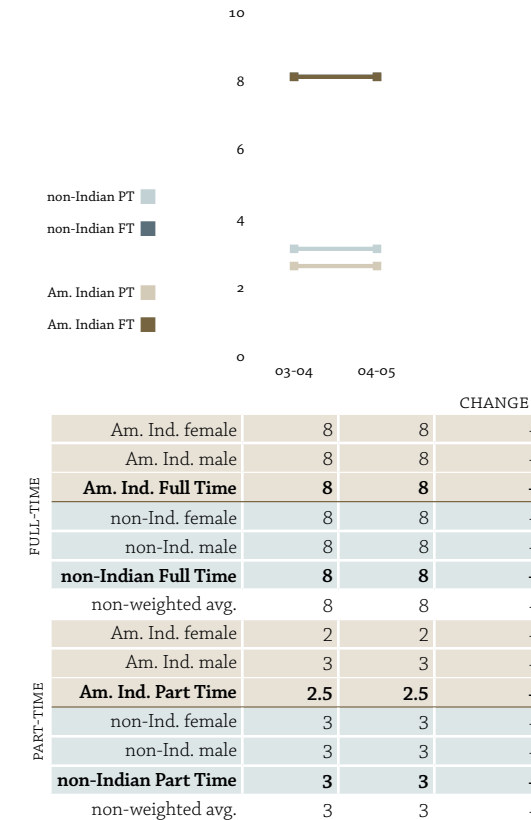 10
8
6
non-Indian PT
4
non-Indian FT
Am. Indian PT
2
Am. Indian FT
0
03-04 04-05
CHANGE
FULL-TIME
Am. Ind. female 8 8 -
Am. Ind. male 8 8 -
Am. Ind. Full Time 8 8 -
non-Ind. female 8 8 -
non-Ind. male 8 8 -
non-Indian Full Time 8 8 -
non-weighted avg. 8 8 -
PART-TIME
Am. Ind. female 2 2 -
Am. Ind. male 3 3 -
Am. Ind. Part Time 2.5 2.5 -
non-Ind. female 3 3 -
non-Ind. male 3 3 -
non-Indian Part Time 3 3 -
non-weighted avg. 3 3 -